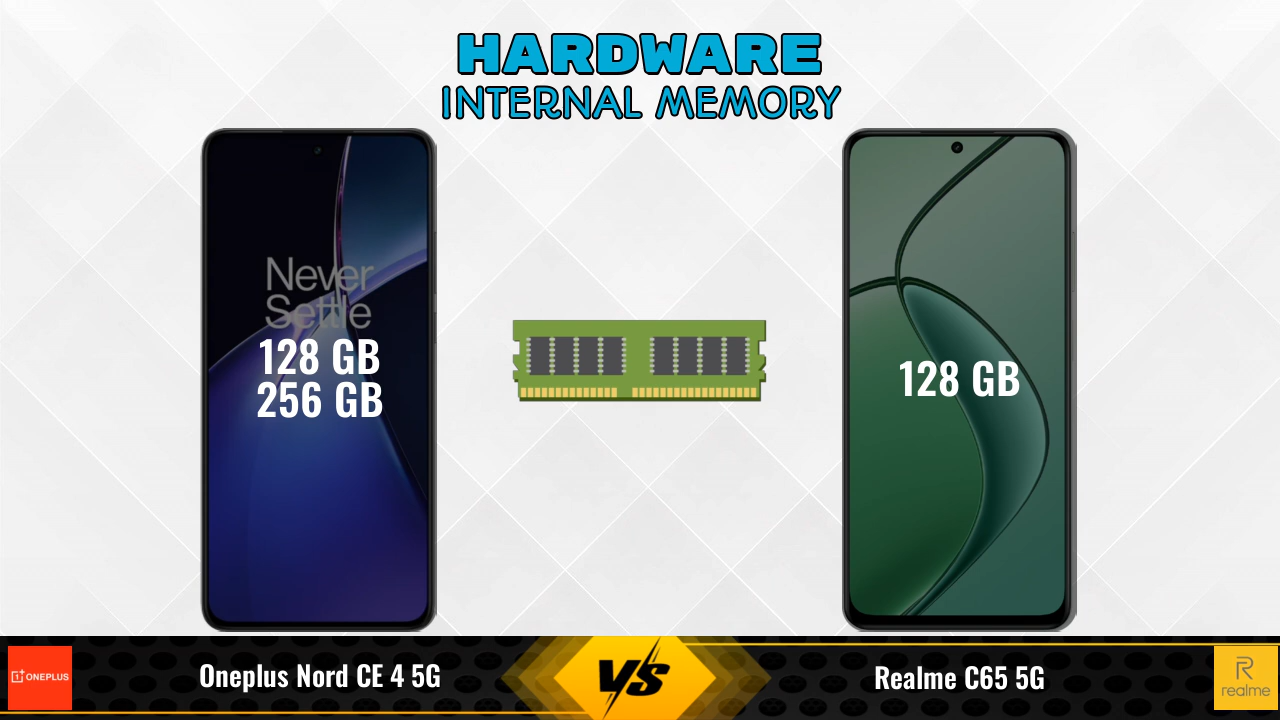 HARDWARE
INTERNAL MEMORY
Never
Settle
128 GB
256 GB
128 GB
ONEPLUS
Oneplus Nord CE 4 5G
VS
Realme C65 5G
realme